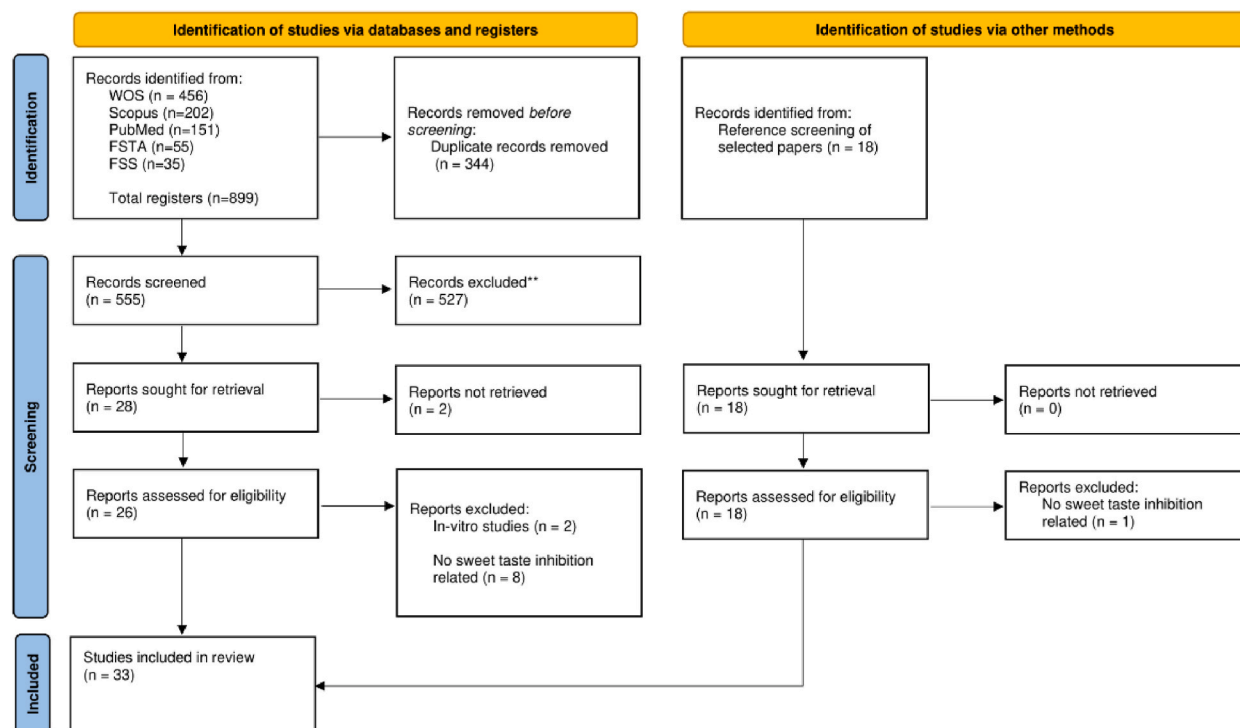 Identification of studies via databases and registers
Identification of studies via other methods
Identification
Records identified from:
WOS (n = 456)
Scopus (n=202)
PubMed (n=151)
FSTA (n=55)
FSS (n=35)
Total registers (n=899)
Records removed before
screening:
Duplicate records removed
(n = 344)
Records identified from:
Reference screening of
selected papers (n = 18)
Screening
Records screened
(n = 555)
Records excluded**
(n = 527)
Reports sought for retrieval
(n = 28)
Reports not retrieved
(n = 2)
Reports sought for retrieval
(n = 18)
Reports not retrieved
(n = 0)
Reports assessed for eligibility
(n = 26)
Reports excluded:
In-vitro studies (n = 2)
No sweet taste inhibition
related (n = 8)
Reports assessed for eligibility
(n = 18)
Reports excluded:
No sweet taste inhibition
related (n = 1)
Included
Studies included in review
(n = 33)